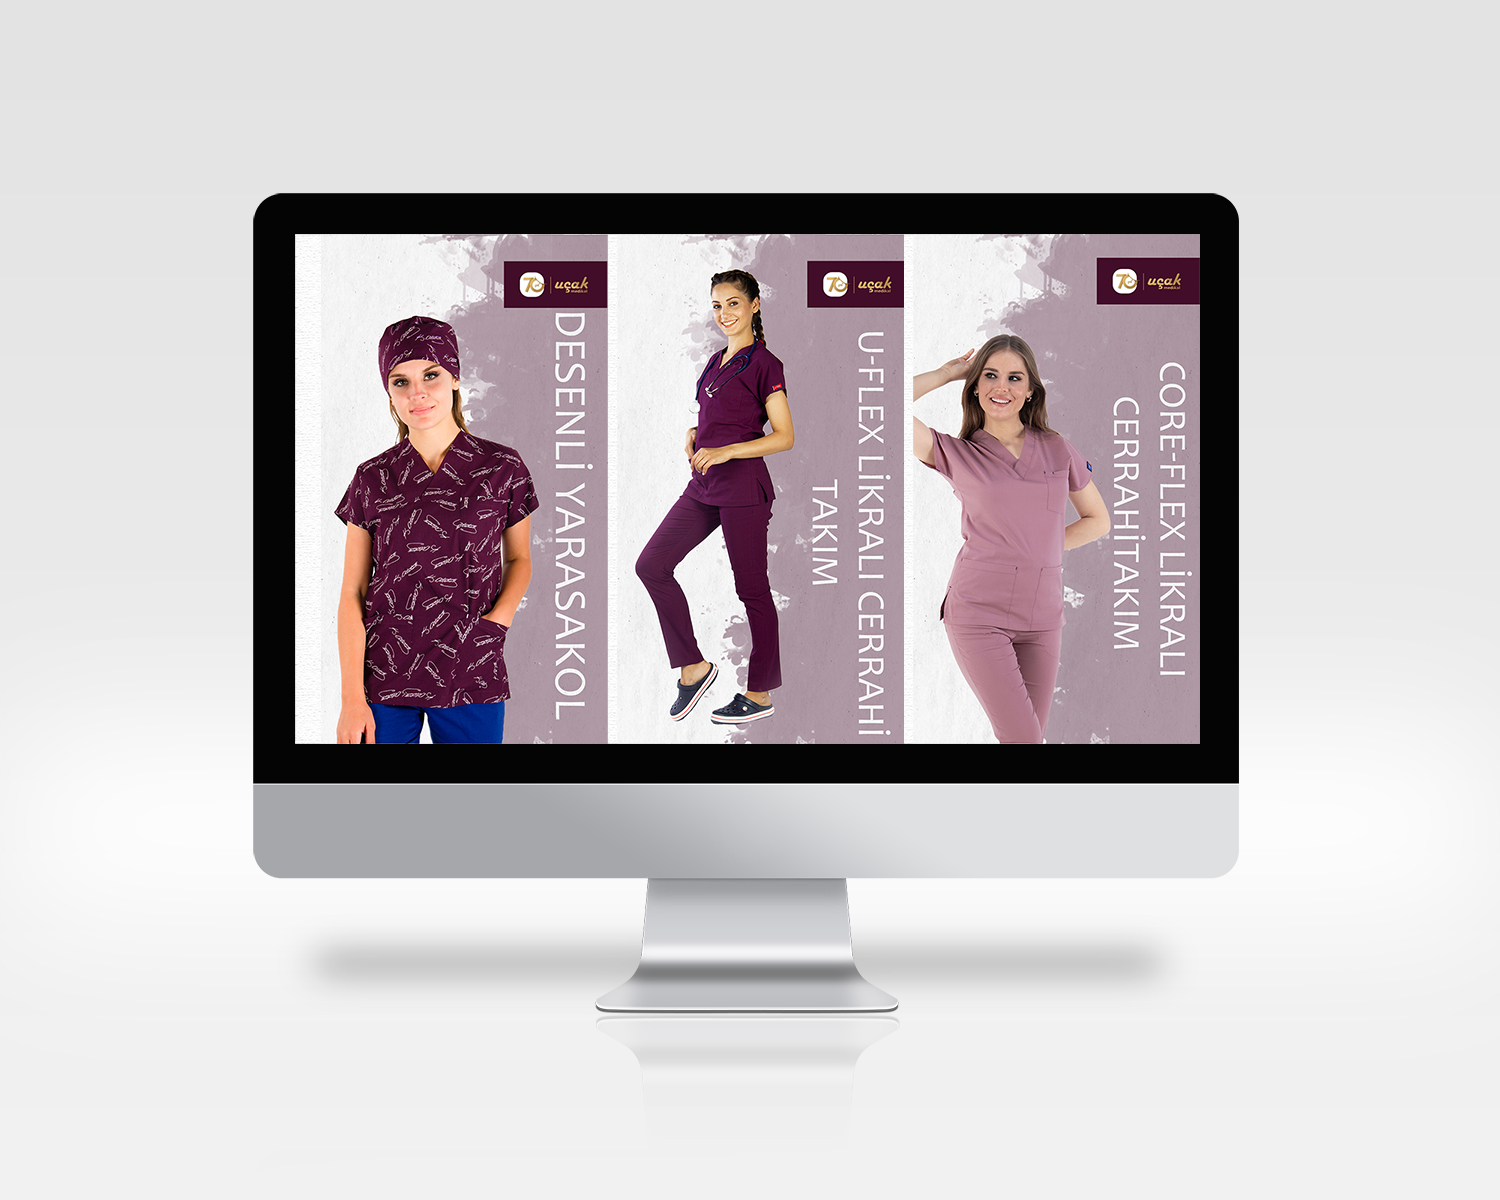 70
uçak
medikal
DESENLİ YARASAKOL
70
uçak
medikal
U-FLEX LİKRALI CERRAHİ
TAKIM
70
uçak
medikal
CORE-FLEX LİKRALI
CERRAHİTAKIM